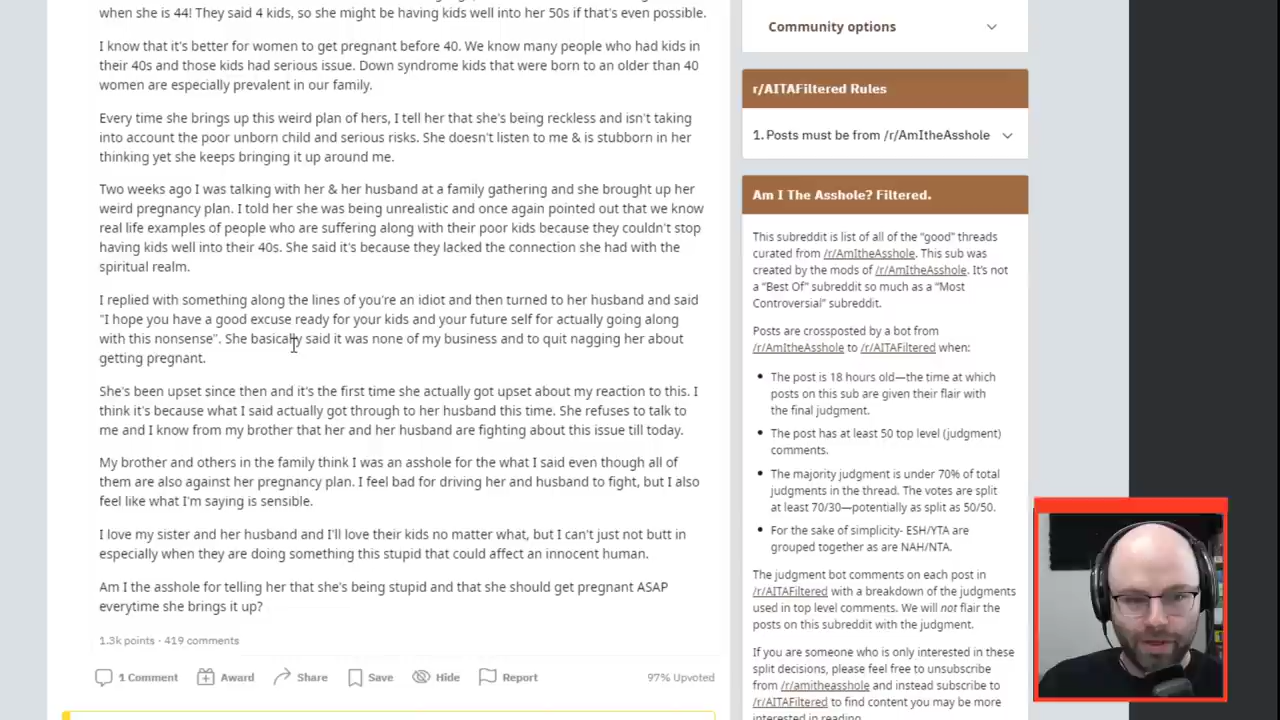 when she is 44! They said 4 kids, so she might be having kids well into her 50s if that's even possible.
I know that it's better for women to get pregnant before 40. We know many people who had kids in
their 40s and those kids had serious issue. Down syndrome kids that were born to an older than 40
women are especially prevalent in our family.
Every time she brings up this weird plan of hers, I tell her that she's being reckless and isn't taking
into account the poor unborn child and serious risks. She doesn't listen to me & is stubborn in her
thinking yet she keeps bringing it up around me.
Two weeks ago I was talking with her & her husband at a family gathering and she brought up her
weird pregnancy plan. I told her she was being unrealistic and once again pointed out that we know
real life examples of people who are suffering along with their poor kids because they couldn't stop
having kids well into their 40s. She said it's because they lacked the connection she had with the
spiritual realm.
I replied with something along the lines of you're an idiot and then turned to her husband and said
"I hope you have a good excuse ready for your kids and your future self for actually going along
with this nonsense". She basically said it was none of my business and to quit nagging her about
getting pregnant.
She's been upset since then and it's the first time she actually got upset about my reaction to this. I
think it's because what I said actually got through to her husband this time. She refuses to talk to
me and I know from my brother that her and her husband are fighting about this issue till today.
My brother and others in the family think I was an asshole for the what I said even though all of
them are also against her pregnancy plan. I feel bad for driving her and husband to fight, but I also
feel like what I'm saying is sensible.
I love my sister and her husband and I'll love their kids no matter what, but I can't just not butt in
especially when they are doing something this stupid that could affect an innocent human.
Am I the asshole for telling her that she's being stupid and that she should get pregnant ASAP
everytime she brings it up?
1.3k points · 419 comments
1 Comment Award Share Save Hide Report 97% Upvoted
Community options
r/AITAFiltered Rules
1. Posts must be from /r/AmItheAsshole
Am I The Asshole? Filtered.
This subreddit is list of all of the "good" threads
curated from /r/AmItheAsshole. This sub was
created by the mods of /r/AmItheAsshole. It's not
a "Best Of" subreddit so much as a "Most
Controversial" subreddit.
Posts are crossposted by a bot from
/r/AmItheAsshole to /r/AITAFiltered when:
• The post is 18 hours old—the time at which
posts on this sub are given their flair with
the final judgment.
• The post has at least 50 top level (judgment)
comments.
• The majority judgment is under 70% of total
judgments in the thread. The votes are split
at least 70/30—potentially as split as 50/50.
• For the sake of simplicity- ESH/YTA are
grouped together as are NAH/NTA.
The judgment bot comments on each post in
/r/AITAFiltered with a breakdown of the judgments
used in top level comments. We will not flair the
posts on this subreddit with the judgment.
If you are someone who is only interested in these
split decisions, please feel free to unsubscribe
from /r/amitheasshole and instead subscribe to
/r/AITAFiltered to find content you may be more
interested in reading.